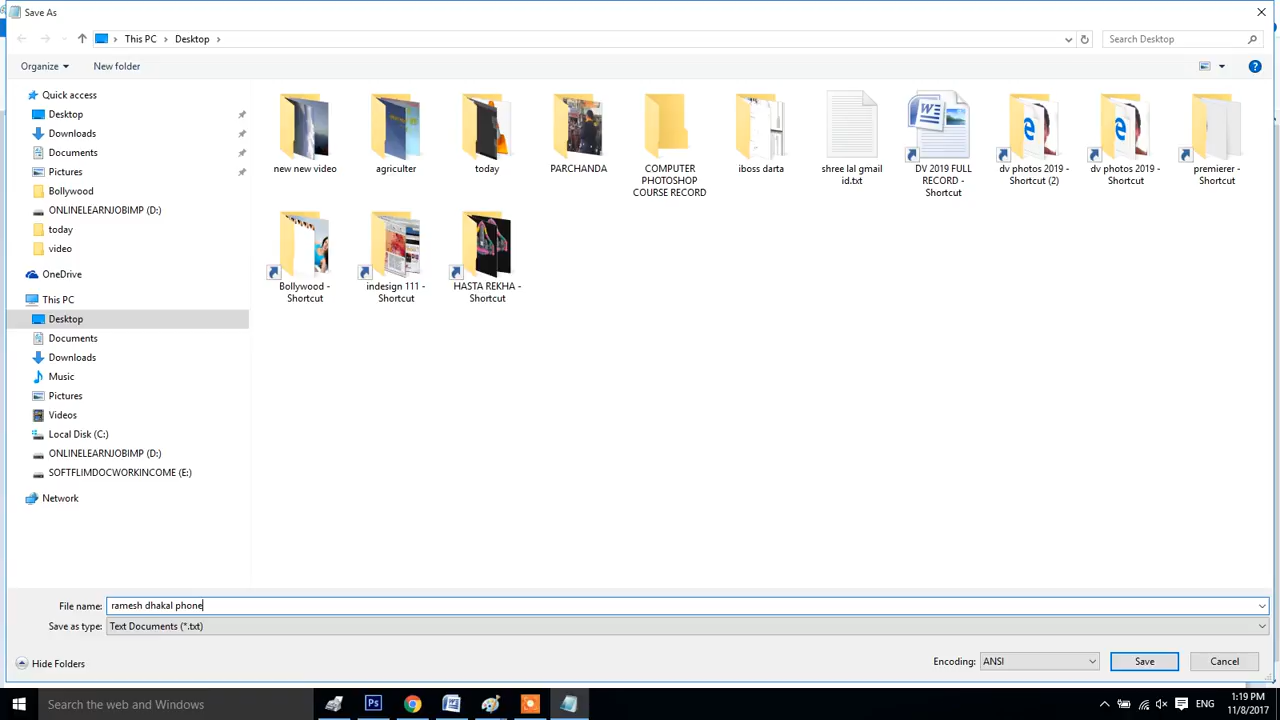 Save As
This PC > Desktop >
Search Desktop
Organize
New folder
Quick access
Desktop
Downloads
Documents
Pictures
Bollywood
ONLINELEARNJOBIMP (D:)
today
video
OneDrive
This PC
Desktop
Documents
Downloads
Music
Pictures
Videos
Local Disk (C:)
ONLINELEARNJOBIMP (D:)
SOFTFLIMDOCWORKINCOME (E:)
Network
new new video
agriculter
today
PARCHANDA
COMPUTER
PHOTOSHOP
COURSE RECORD
iboss darta
shree lal gmail
id.txt
DV 2019 FULL
RECORD -
Shortcut
dv photos 2019 -
Shortcut (2)
dv photos 2019 -
Shortcut
premierer -
Shortcut
Bollywood -
Shortcut
indesign 111 -
Shortcut
HASTA REKHA -
Shortcut
File name: ramesh dhakal phone
Save as type: Text Documents (*.txt)
Hide Folders
Encoding: ANSI
Save
Cancel
Search the web and Windows
ENG
1:19 PM
11/8/2017